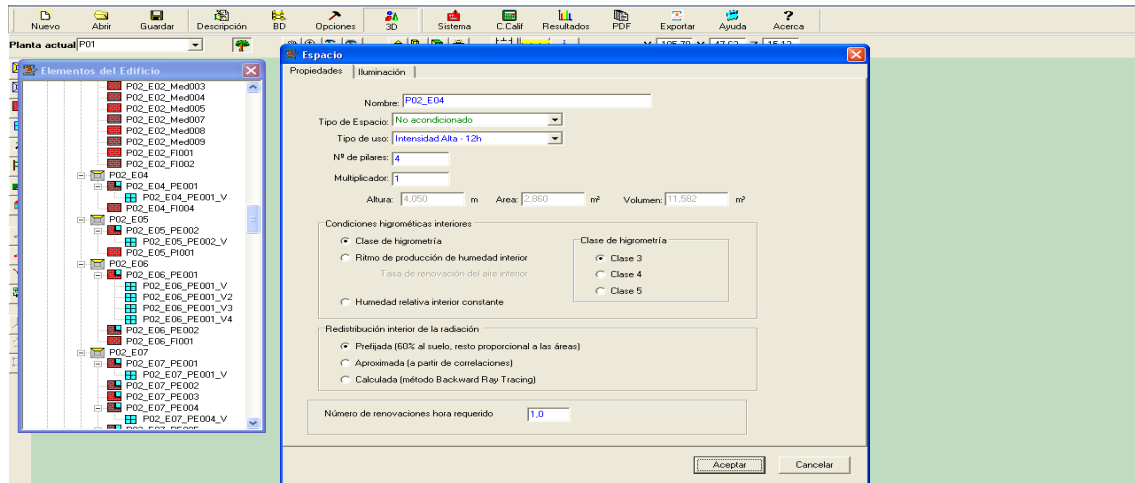 Nuevo Abrir Guardar Descripción BD Opciones 3D Sistema C.Calif Resultados PDF Exportar Ayuda Acerca
Planta actual P01
Elementos del Edificio
P02_E02_Med003
P02_E02_Med004
P02_E02_Med005
P02_E02_Med007
P02_E02_Med008
P02_E02_Med009
P02_E02_FI001
P02_E02_FI002
P02_E04
P02_E04_PE001
P02_E04_PE001_V
P02_E04_FI004
P02_E05
P02_E05_PE002
P02_E05_PE002_V
P02_E05_PI001
P02_E06
P02_E06_PE001
P02_E06_PE001_V
P02_E06_PE001_V2
P02_E06_PE001_V3
P02_E06_PE001_V4
P02_E06_PE002
P02_E06_FI001
P02_E07
P02_E07_PE001
P02_E07_PE001_V
P02_E07_PE002
P02_E07_PE003
P02_E07_PE004
P02_E07_PE004_V
Espacio
Propiedades Iluminación
Nombre: P02_E04
Tipo de Espacio: No acondicionado
Tipo de uso: Intensidad Alta - 12h
Nº de pilares: 4
Multiplicador: 1
Altura: 4,050 m Area: 2,860 m² Volumen: 11,582 m³
Condiciones higrométicas interiores
Clase de higrometría
Ritmo de producción de humedad interior
Tasa de renovación del aire interior
Humedad relativa interior constante
Clase de higrometría
Clase 3
Clase 4
Clase 5
Redistribución interior de la radiación
Prefijada (60% al suelo, resto proporcional a las áreas)
Aproximada (a partir de correlaciones)
Calculada (método Backward Ray Tracing)
Número de renovaciones hora requerido 1,0
Aceptar Cancelar